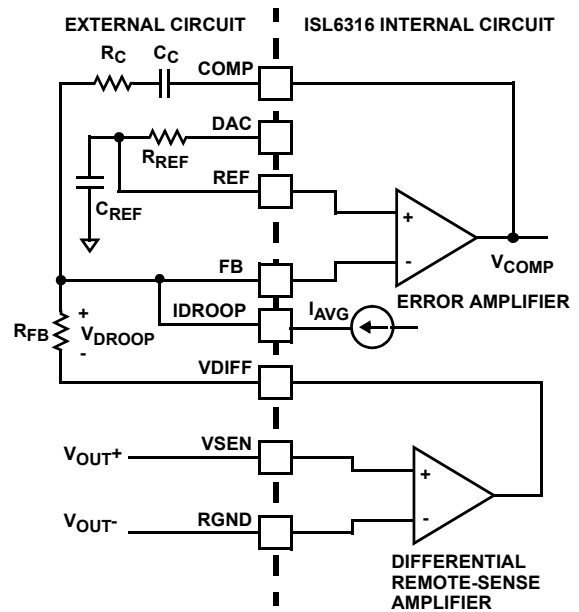 EXTERNAL CIRCUIT
ISL6316 INTERNAL CIRCUIT
RC
CC
COMP
DAC
RREF
REF
CREF
+
-
VCOMP
FB
ERROR AMPLIFIER
IDROOP
IAVG
RFB
+
VDROOP
-
VDIFF
VOUT+
VSEN
+
-
VOUT-
RGND
DIFFERENTIAL
REMOTE-SENSE
AMPLIFIER